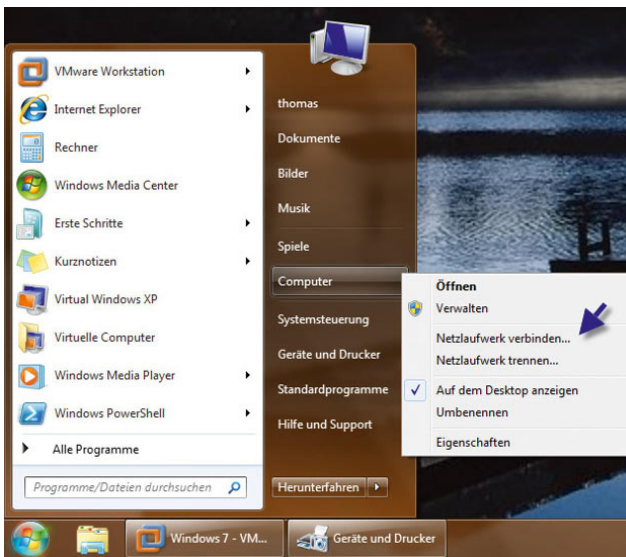 VMware Workstation
Internet Explorer
Rechner
Windows Media Center
Erste Schritte
Kurznotizen
Virtual Windows XP
Virtuelle Computer
Windows Media Player
Windows PowerShell
Alle Programme
Programme/Dateien durchsuchen
thomas
Dokumente
Bilder
Musik
Spiele
Computer
Systemsteuerung
Geräte und Drucker
Standardprogramme
Hilfe und Support
Herunterfahren
Öffnen
Verwalten
Netzlaufwerk verbinden...
Netzlaufwerk trennen...
Auf dem Desktop anzeigen
Umbenennen
Eigenschaften
Windows 7 - VM...
Geräte und Drucker